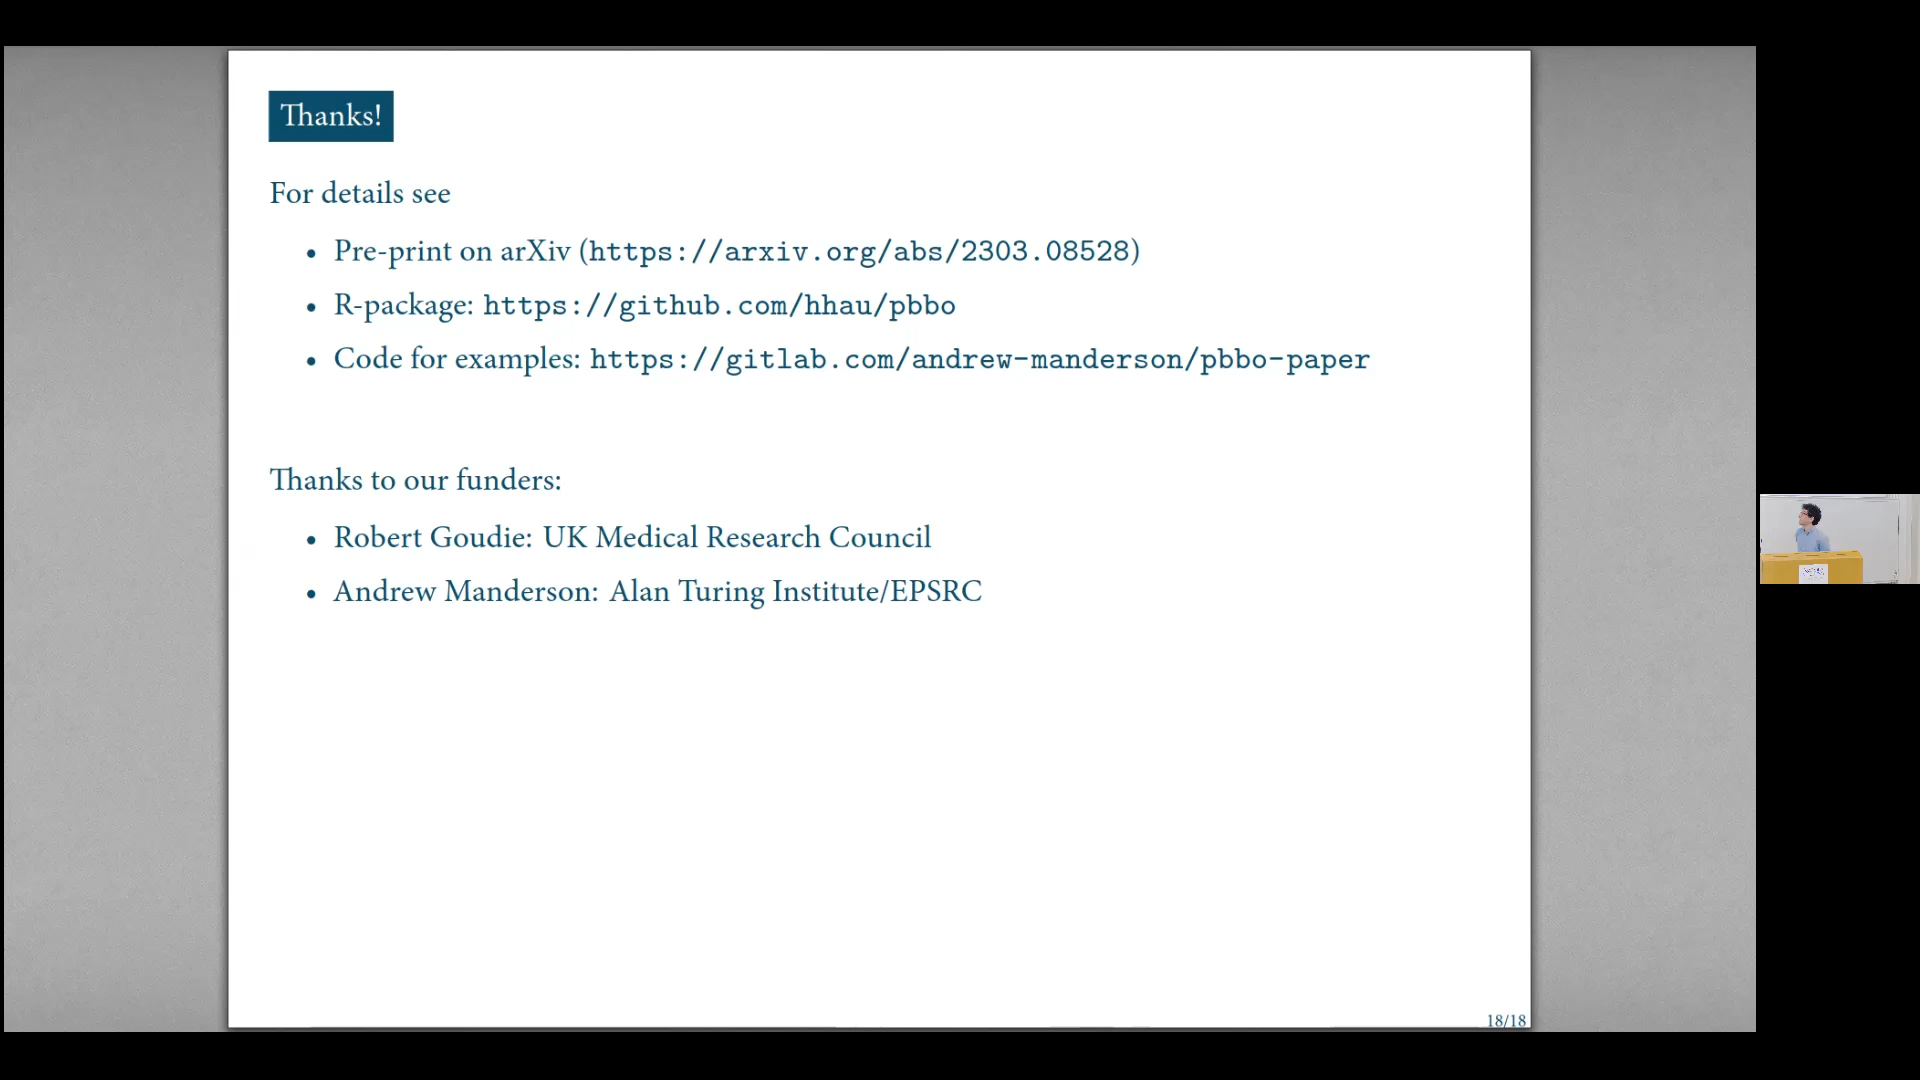 Thanks!
For details see
• Pre-print on arXiv (https://arxiv.org/abs/2303.08528)
• R-package: https://github.com/hhau/pbbo
• Code for examples: https://gitlab.com/andrew-manderson/pbbo-paper
Thanks to our funders:
• Robert Goudie: UK Medical Research Council
• Andrew Manderson: Alan Turing Institute/EPSRC
18/18